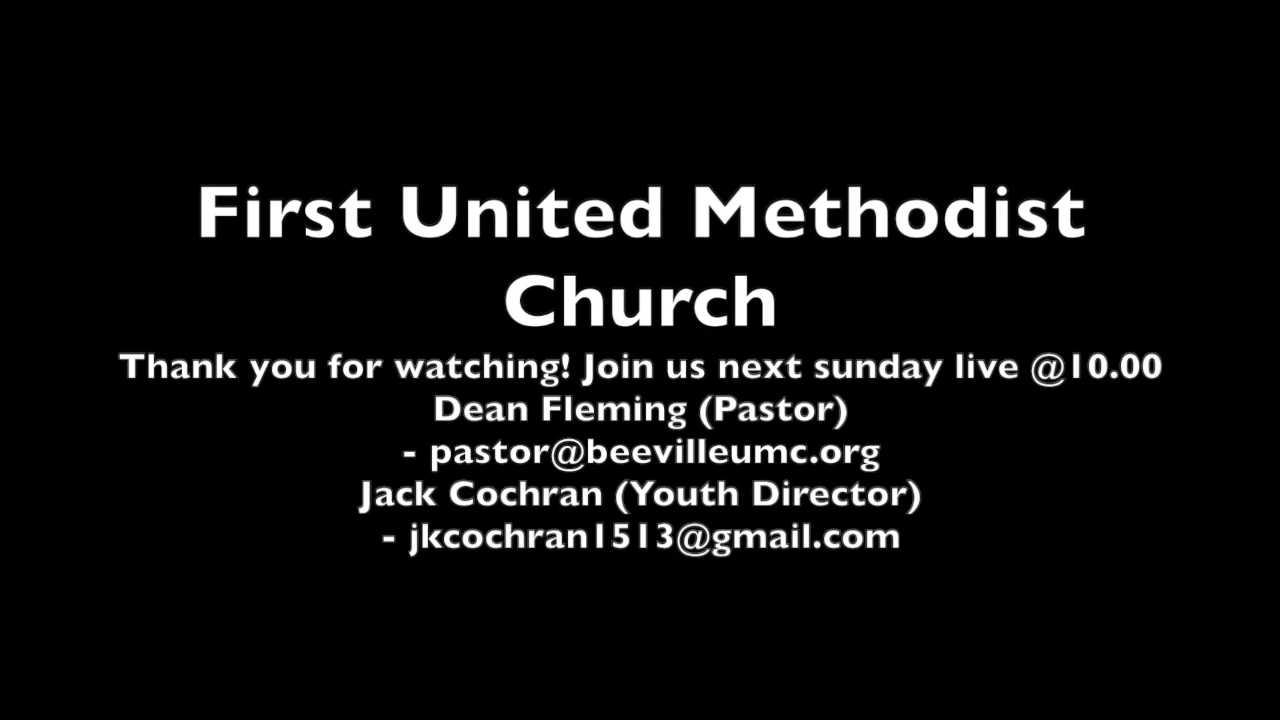 First United Methodist
Church
Thank you for watching! Join us next sunday live @10.00
Dean Fleming (Pastor)
- pastor@beevilleumc.org
Jack Cochran (Youth Director)
- jkcochran1513@gmail.com